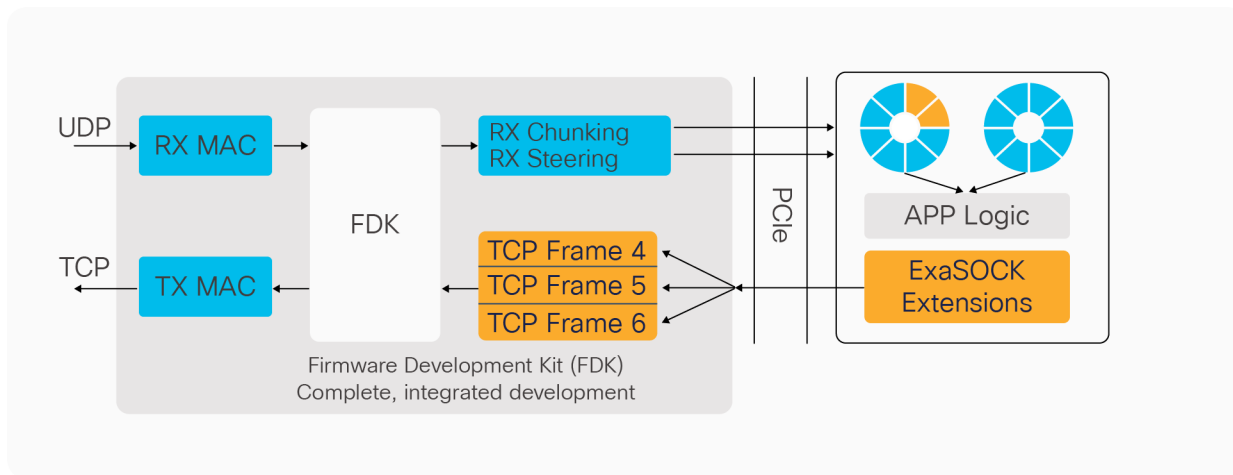 UDP
RX MAC
RX Chunking
RX Steering
FDK
TCP
TX MAC
TCP Frame 4
TCP Frame 5
TCP Frame 6
Firmware Development Kit (FDK)
Complete, integrated development
PCIe
APP Logic
ExaSOCK
Extensions